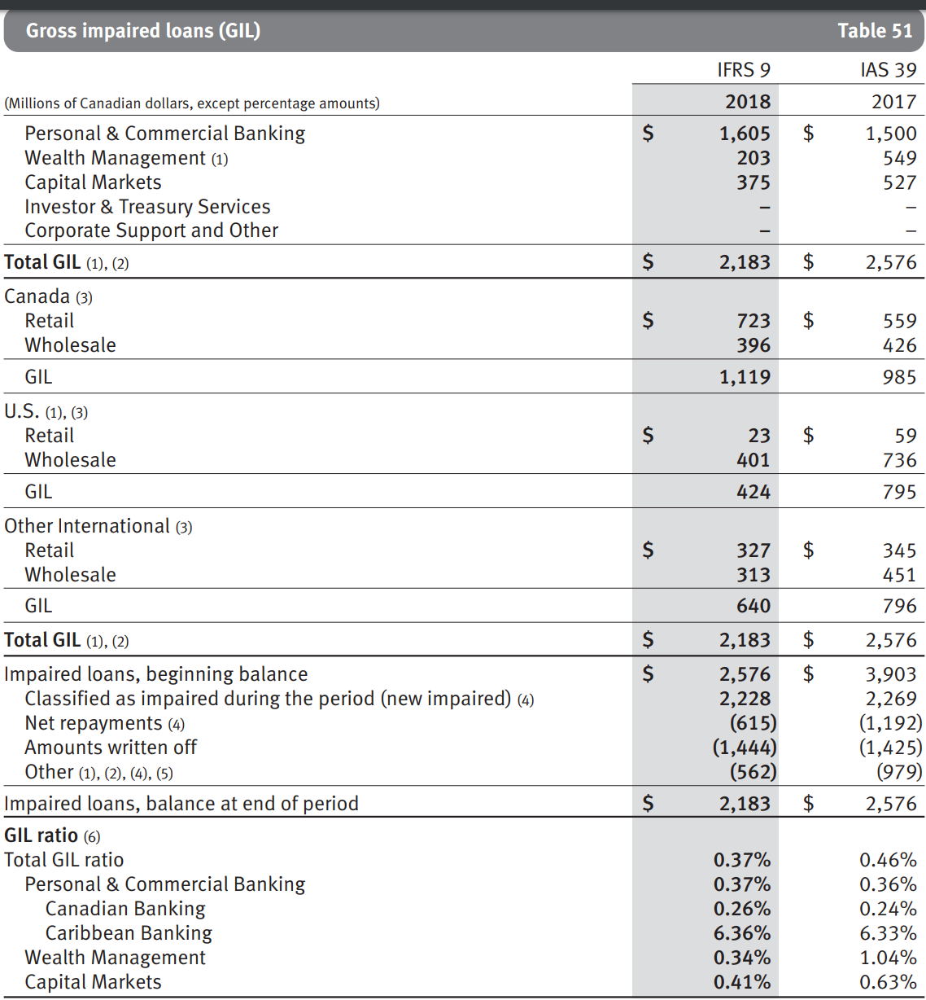 Gross impaired loans (GIL) Table 51
IFRS 9 IAS 39
(Millions of Canadian dollars, except percentage amounts) 2018 2017
Personal & Commercial Banking $ 1,605 $ 1,500
Wealth Management (1) 203 549
Capital Markets 375 527
Investor & Treasury Services – –
Corporate Support and Other – –
Total GIL (1), (2) $ 2,183 $ 2,576
Canada (3)
Retail $ 723 $ 559
Wholesale 396 426
GIL 1,119 985
U.S. (1), (3)
Retail $ 23 $ 59
Wholesale 401 736
GIL 424 795
Other International (3)
Retail $ 327 $ 345
Wholesale 313 451
GIL 640 796
Total GIL (1), (2) $ 2,183 $ 2,576
Impaired loans, beginning balance $ 2,576 $ 3,903
Classified as impaired during the period (new impaired) (4) 2,228 2,269
Net repayments (4) (615) (1,192)
Amounts written off (1,444) (1,425)
Other (1), (2), (4), (5) (562) (979)
Impaired loans, balance at end of period $ 2,183 $ 2,576
GIL ratio (6)
Total GIL ratio 0.37% 0.46%
Personal & Commercial Banking 0.37% 0.36%
Canadian Banking 0.26% 0.24%
Caribbean Banking 6.36% 6.33%
Wealth Management 0.34% 1.04%
Capital Markets 0.41% 0.63%